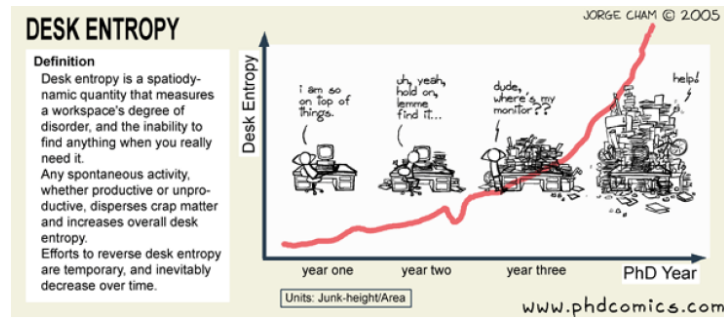 JORGE CHAM © 2005
DESK ENTROPY
Definition
Desk entropy is a spatiody-
namic quantity that measures
a workspace's degree of
disorder, and the inability to
find anything when you really
need it.
Any spontaneous activity,
whether productive or unpro-
ductive, disperses crap matter
and increases overall desk
entropy.
Efforts to reverse desk entropy
are temporary, and inevitably
decrease over time.
Desk Entropy
i am so
on top of
things.
uh, yeah,
hold on,
lemme
find it...
dude,
where's my
monitor??
help!
year one
year two
year three
PhD Year
Units: Junk-height/Area
www.phdcomics.com